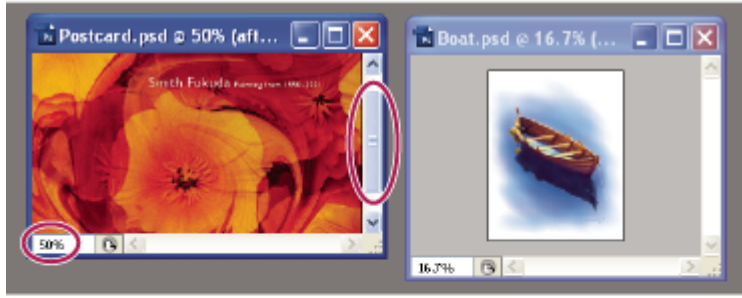 Postcard.psd @ 50% (aft...
Smith Fukuda
50%
Boat.psd @ 16.7% (...
16.7%